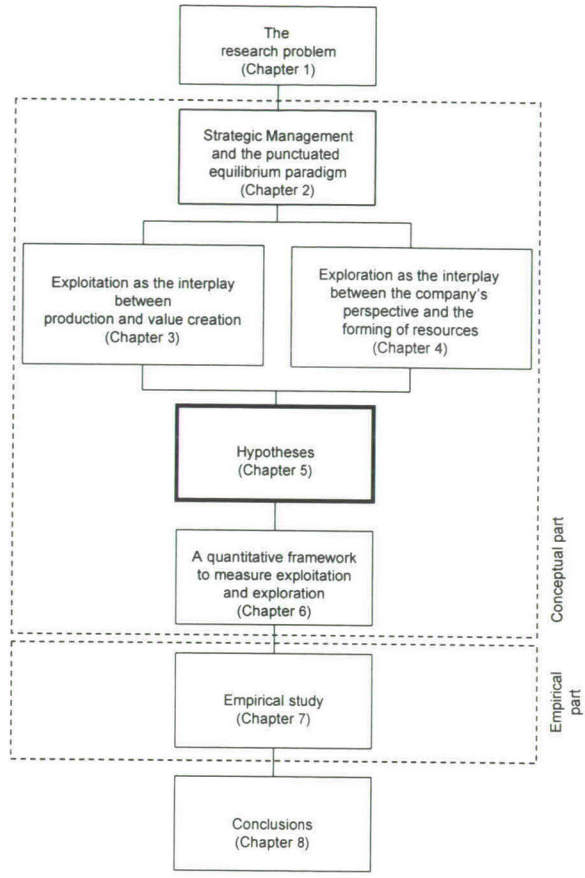 The
research problem
(Chapter 1)
Strategic Management
and the punctuated
equilibrium paradigm
(Chapter 2)
Exploitation as the interplay
between
production and value creation
(Chapter 3)
Exploration as the interplay
between the company's
perspective and the
forming of resources
(Chapter 4)
Hypotheses
(Chapter 5)
A quantitative framework
to measure exploitation
and exploration
(Chapter 6)
Conceptual part
Empirical study
(Chapter 7)
Empirical
part
Conclusions
(Chapter 8)